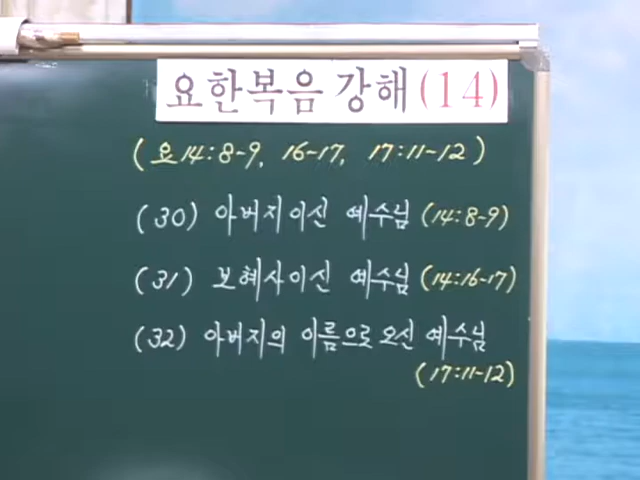 요한복음 강해(14)
(요 14:8-9, 16-17, 17:11-12)
(30) 아버지이신 예수님 (14:8-9)
(31) 보혜사이신 예수님 (14:16-17)
(32) 아버지의 이름으로 오신 예수님
(17:11-12)